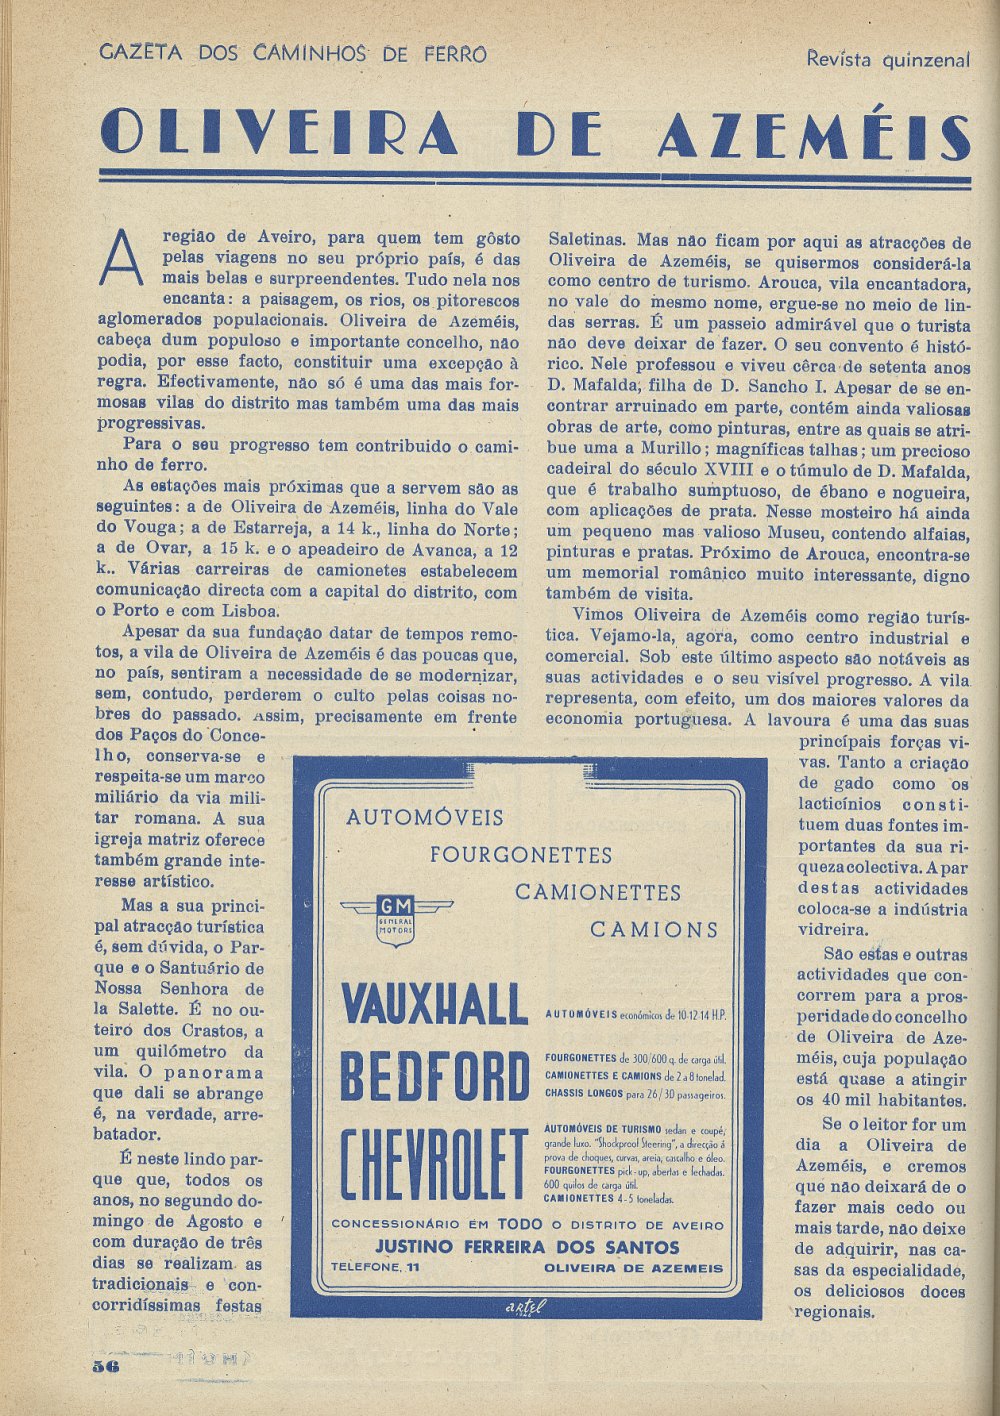 GAZETA DOS CAMINHOS DE FERRO
Revista quinzenal
OLIVEIRA DE AZEMÉIS
A região de Aveiro, para quem tem gôsto
pelas viagens no seu próprio país, é das
mais belas e surpreendentes. Tudo nela nos
encanta: a paisagem, os rios, os pitorescos
aglomerados populacionais. Oliveira de Azeméis,
cabeça dum populoso e importante concelho, não
podia, por esse facto, constituir uma excepção à
regra. Efectivamente, não só é uma das mais for-
mosas vilas do distrito mas também uma das mais
progressivas.
Para o seu progresso tem contribuido o cami-
nho de ferro.
As estações mais próximas que a servem são as
seguintes: a de Oliveira de Azeméis, linha do Vale
do Vouga; a de Estarreja, a 14 k., linha do Norte;
a de Ovar, a 15 k. e o apeadeiro de Avanca, a 12
k.. Várias carreiras de camionetes estabelecem
comunicação directa com a capital do distrito, com
o Porto e com Lisboa.
Apesar da sua fundação datar de tempos remo-
tos, a vila de Oliveira de Azeméis é das poucas que,
no país, sentiram a necessidade de se modernizar,
sem, contudo, perderem o culto pelas coisas no-
bres do passado. Assim, precisamente em frente
dos Paços do Conce-
lho, conserva-se e
respeita-se um marco
miliário da via mili-
tar romana. A sua
igreja matriz oferece
também grande inte-
resse artístico.
Mas a sua princi-
pal atracção turística
é, sem dúvida, o Par-
que e o Santuário de
Nossa Senhora de
la Salette. É no ou-
teiro dos Crastos, a
um quilómetro da
vila. O panorama
que dali se abrange
é, na verdade, arre-
batador.
É neste lindo par-
que que, todos os
anos, no segundo do-
mingo de Agosto e
com duração de três
dias se realizam as
tradicionais e con-
corridíssimas festas
Saletinas. Mas não ficam por aqui as atracções de
Oliveira de Azeméis, se quisermos considerá-la
como centro de turismo. Arouca, vila encantadora,
no vale do mesmo nome, ergue-se no meio de lin-
das serras. É um passeio admirável que o turista
não deve deixar de fazer. O seu convento é histó-
rico. Nele professou e viveu cêrca de setenta anos
D. Mafalda, filha de D. Sancho I. Apesar de se en-
contrar arruinado em parte, contém ainda valiosas
obras de arte, como pinturas, entre as quais se atri-
bue uma a Murillo; magníficas talhas; um precioso
cadeiral do século XVIII e o túmulo de D. Mafalda,
que é trabalho sumptuoso, de ébano e nogueira,
com aplicações de prata. Nesse mosteiro há ainda
um pequeno mas valioso Museu, contendo alfaias,
pinturas e pratas. Próximo de Arouca, encontra-se
um memorial românico muito interessante, digno
também de visita.
Vimos Oliveira de Azeméis como região turís-
tica. Vejamo-la, agora, como centro industrial e
comercial. Sob este último aspecto são notáveis as
suas actividades e o seu visível progresso. A vila
representa, com efeito, um dos maiores valores da
economia portuguesa. A lavoura é uma das suas
principais forças vi-
vas. Tanto a criação
de gado como os
lacticínios consti-
tuem duas fontes im-
portantes da sua ri-
queza colectiva. A par
destas actividades
coloca-se a indústria
vidreira.
São estas e outras
actividades que con-
correm para a pros-
peridade do concelho
de Oliveira de Aze-
méis, cuja população
está quase a atingir
os 40 mil habitantes.
Se o leitor for um
dia a Oliveira de
Azeméis, e cremos
que não deixará de o
fazer mais cedo ou
mais tarde, não deixe
de adquirir, nas ca-
sas da especialidade,
os deliciosos doces
regionais.
AUTOMÓVEIS
FOURGONETTES
CAMIONETTES
CAMIONS
GM
GENERAL
MOTORS
VAUXHALL
AUTOMÓVEIS económicos de 10-12-14 H.P.
BEDFORD
FOURGONETTES de 300/600 q. de carga útil.
CAMIONETTES E CAMIONS de 2 a 8 tonelad.
CHASSIS LONGOS para 26/30 passageiros.
CHEVROLET
AUTOMÓVEIS DE TURISMO sedan e coupé,
grande luxo. "Shockproof Steering", a direcção á
prova de choques, curvas, areia, cascalho e óleo.
FOURGONETTES pick-up, abertas e fechadas.
600 quilos de carga útil.
CAMIONETTES 4-5 toneladas.
CONCESSIONÁRIO EM TODO O DISTRITO DE AVEIRO
JUSTINO FERREIRA DOS SANTOS
TELEFONE, 11
OLIVEIRA DE AZEMEIS
artel
56